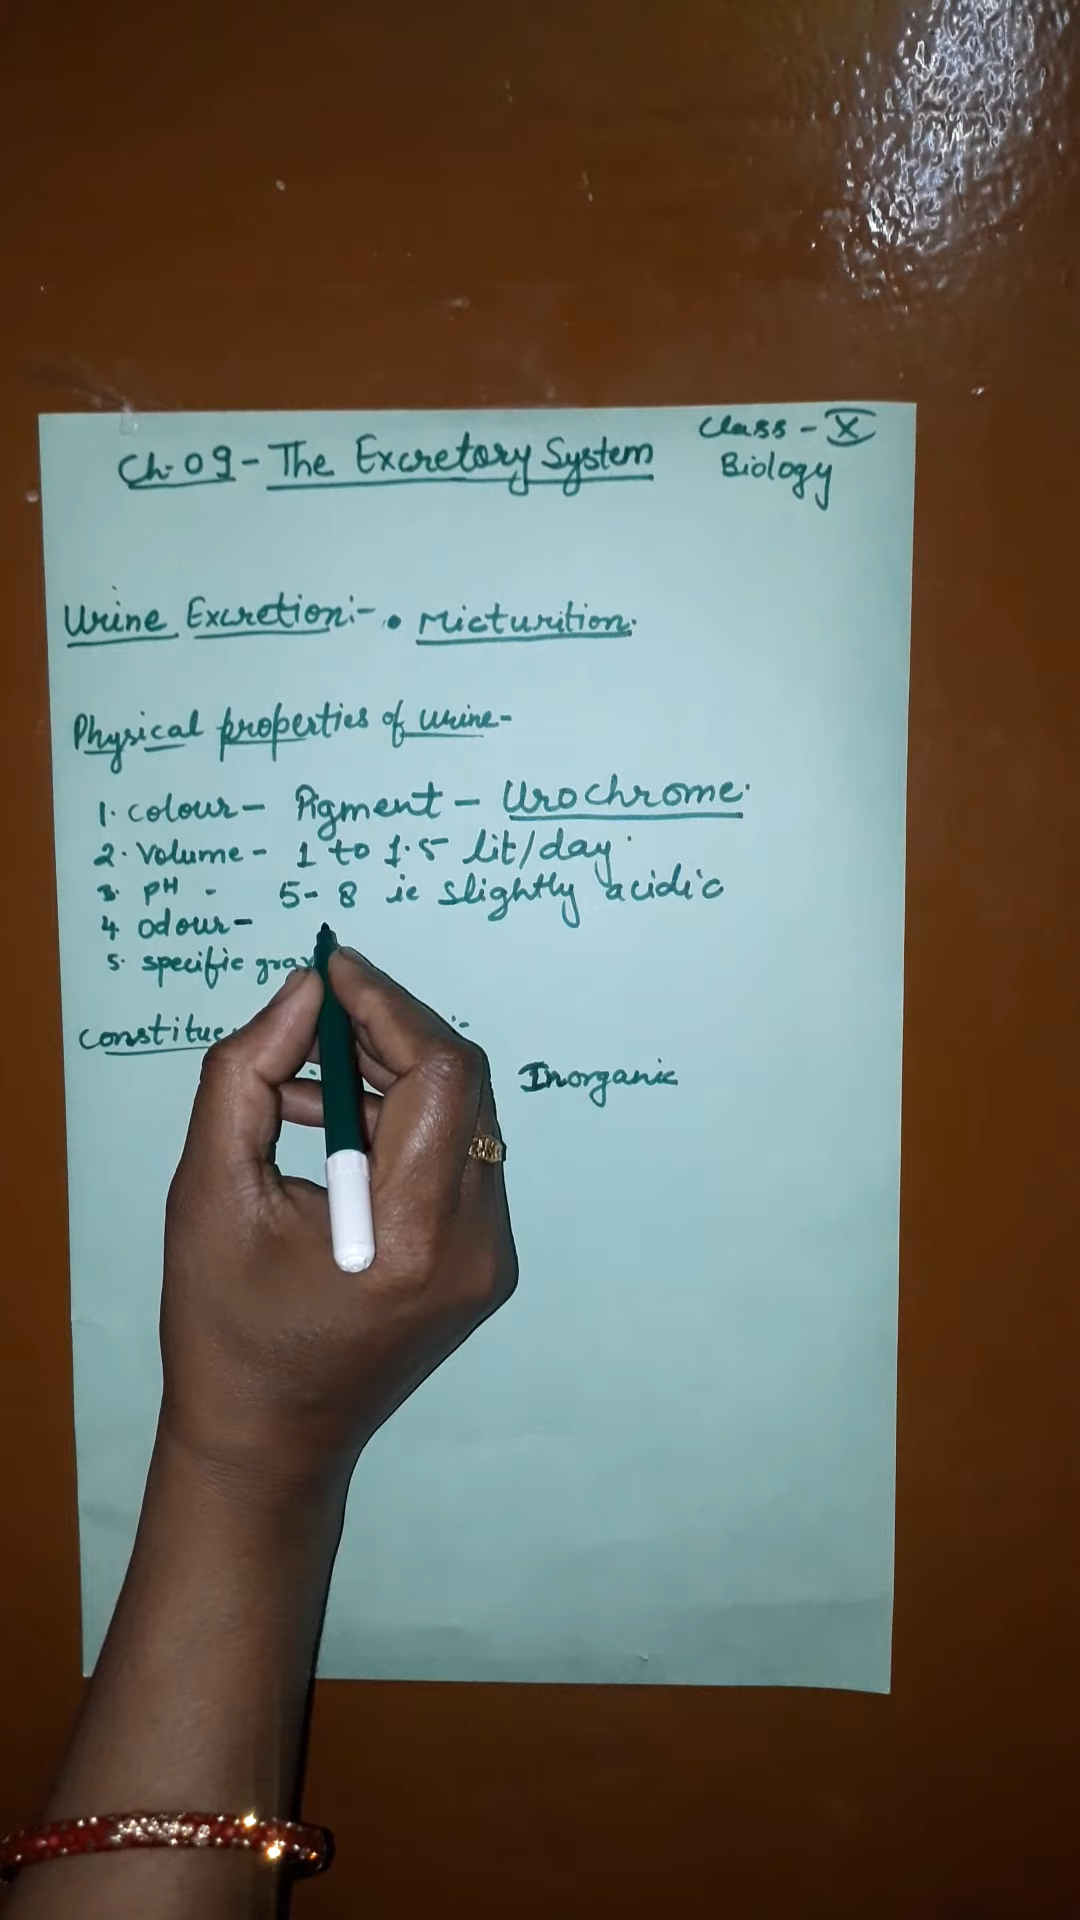 Ch-09 - The Excretory System
Class - X
Biology
Urine Excretion:- • Micturition.
Physical properties of urine-
1. Colour - Pigment - Urochrome.
2. Volume - 1 to 1.5 lit/day.
3. pH - 5-8 ie slightly acidic
4 odour-
5. specific
Inorganic